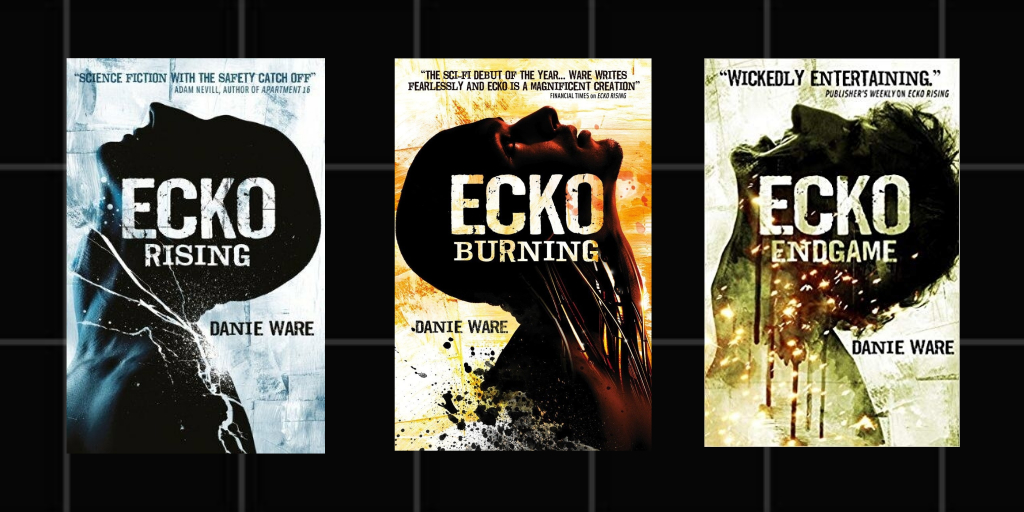 “SCIENCE FICTION WITH THE SAFETY CATCH OFF”
ADAM NEVILL, AUTHOR OF APARTMENT 16
ECKO
RISING
DANIE WARE
“THE SCI-FI DEBUT OF THE YEAR... WARE WRITES
FEARLESSLY AND ECKO IS A MAGNIFICENT CREATION”
FINANCIAL TIMES on ECKO RISING
ECKO
BURNING
DANIE WARE
“WICKEDLY ENTERTAINING.”
PUBLISHER'S WEEKLY ON ECKO RISING
ECKO
ENDGAME
DANIE WARE